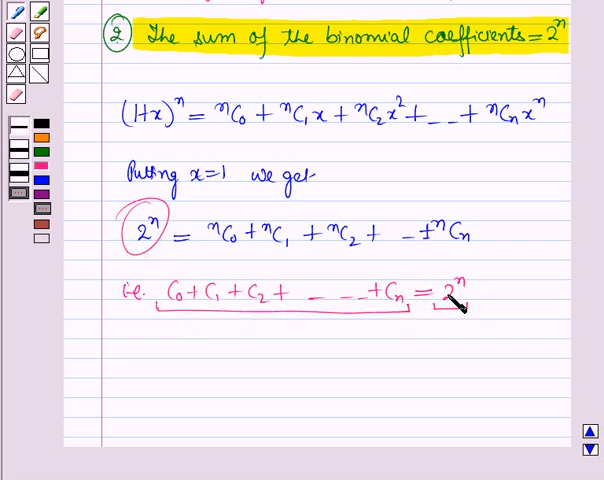 ② The sum of the binomial coefficients = 2ⁿ
(1+x)ⁿ = ⁿC₀ + ⁿC₁x + ⁿC₂x² + _ _ + ⁿCₙxⁿ
Putting x=1 we get
2ⁿ = ⁿC₀ + ⁿC₁ + ⁿC₂ + _ + ⁿCₙ
i.e. C₀ + C₁ + C₂ + _ _ _ + Cₙ = 2ⁿ